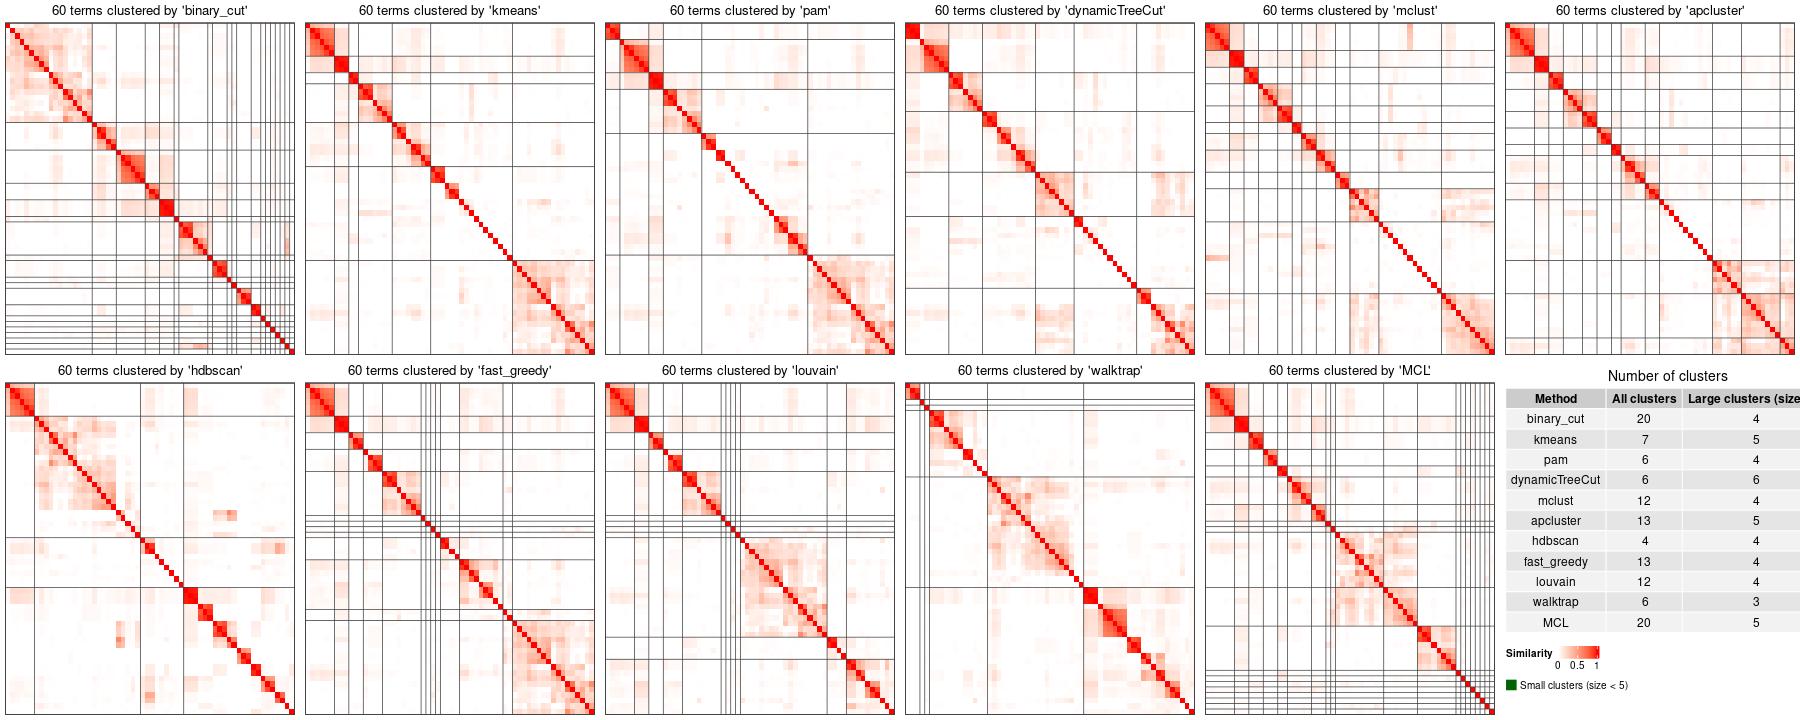 60 terms clustered by 'binary_cut'
60 terms clustered by 'kmeans'
60 terms clustered by 'pam'
60 terms clustered by 'dynamicTreeCut'
60 terms clustered by 'mclust'
60 terms clustered by 'apcluster'
60 terms clustered by 'hdbscan'
60 terms clustered by 'fast_greedy'
60 terms clustered by 'louvain'
60 terms clustered by 'walktrap'
60 terms clustered by 'MCL'
Number of clusters
Method All clusters Large clusters (size
binary_cut 20 4
kmeans 7 5
pam 6 4
dynamicTreeCut 6 6
mclust 12 4
apcluster 13 5
hdbscan 4 4
fast_greedy 13 4
louvain 12 4
walktrap 6 3
MCL 20 5
Similarity
0 0.5 1
Small clusters (size < 5)